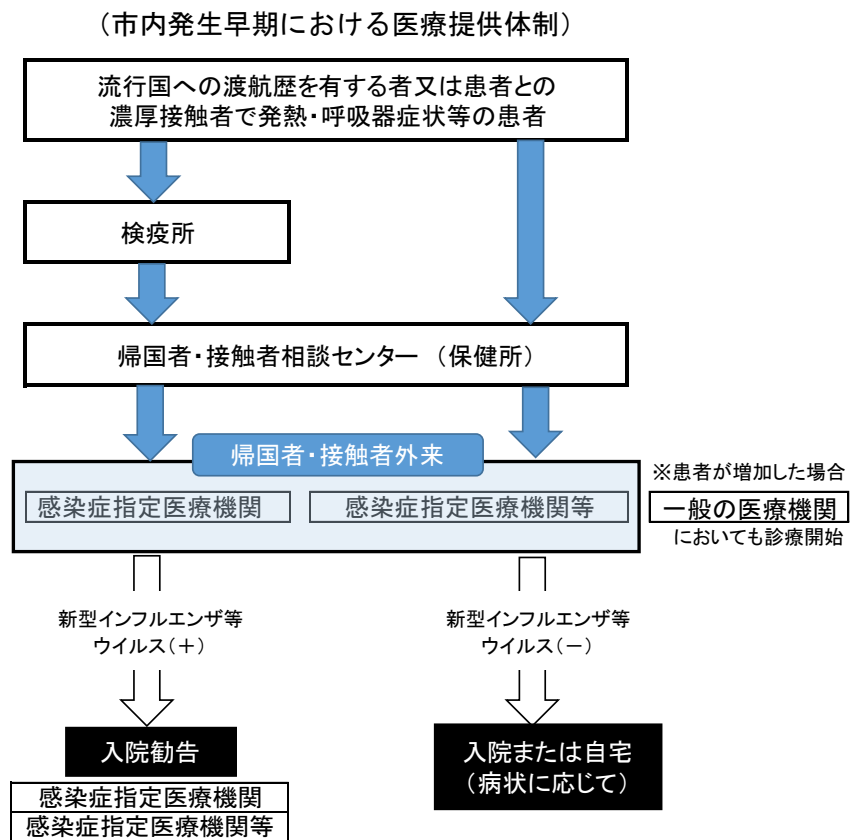 （市内発生早期における医療提供体制）
流行国への渡航歴を有する者又は患者との
濃厚接触者で発熱・呼吸器症状等の患者
検疫所
帰国者・接触者相談センター （保健所）
帰国者・接触者外来
感染症指定医療機関
感染症指定医療機関等
※患者が増加した場合
一般の医療機関
においても診療開始
新型インフルエンザ等
ウイルス（＋）
新型インフルエンザ等
ウイルス（－）
入院勧告
感染症指定医療機関
感染症指定医療機関等
入院または自宅
（病状に応じて）